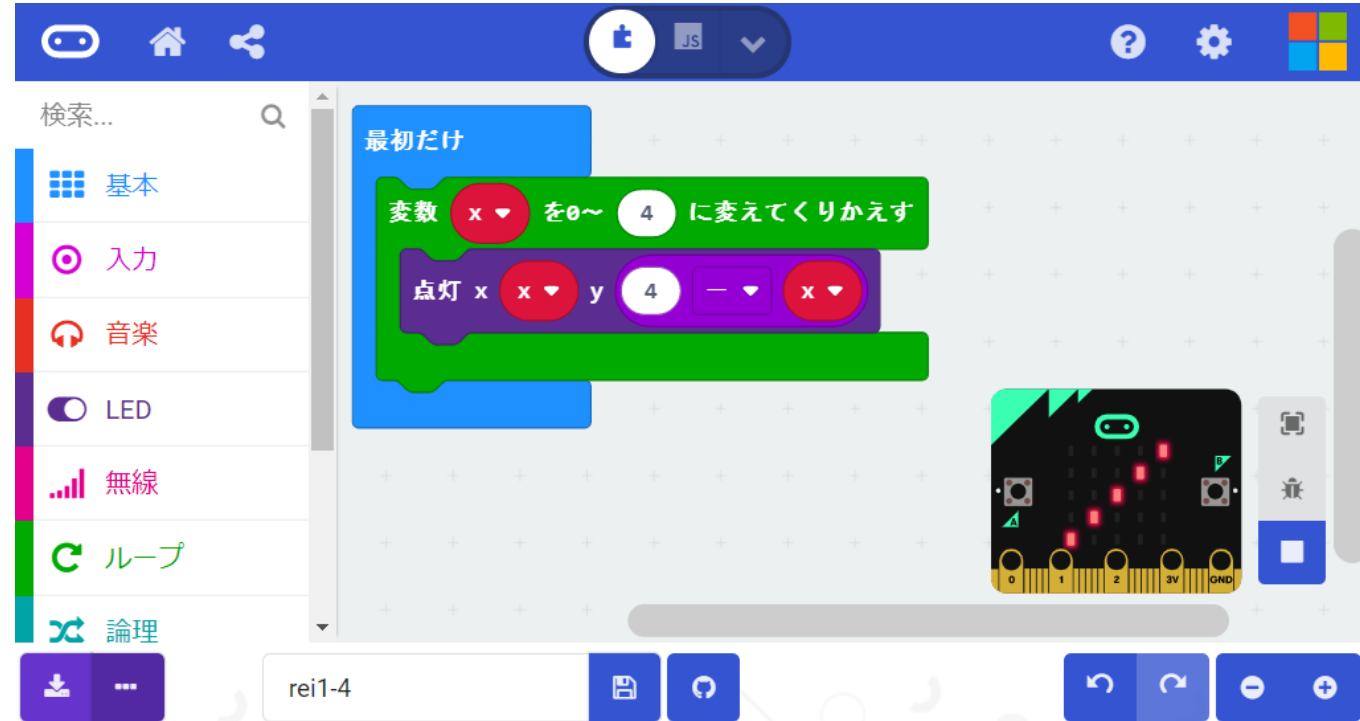 JS
検索...
基本
入力
音楽
LED
無線
ループ
論理
最初だけ
変数 x を0～ 4 に変えてくりかえす
点灯 x x y 4 － x
A
B
0 1 2 3V GND
rei1-4